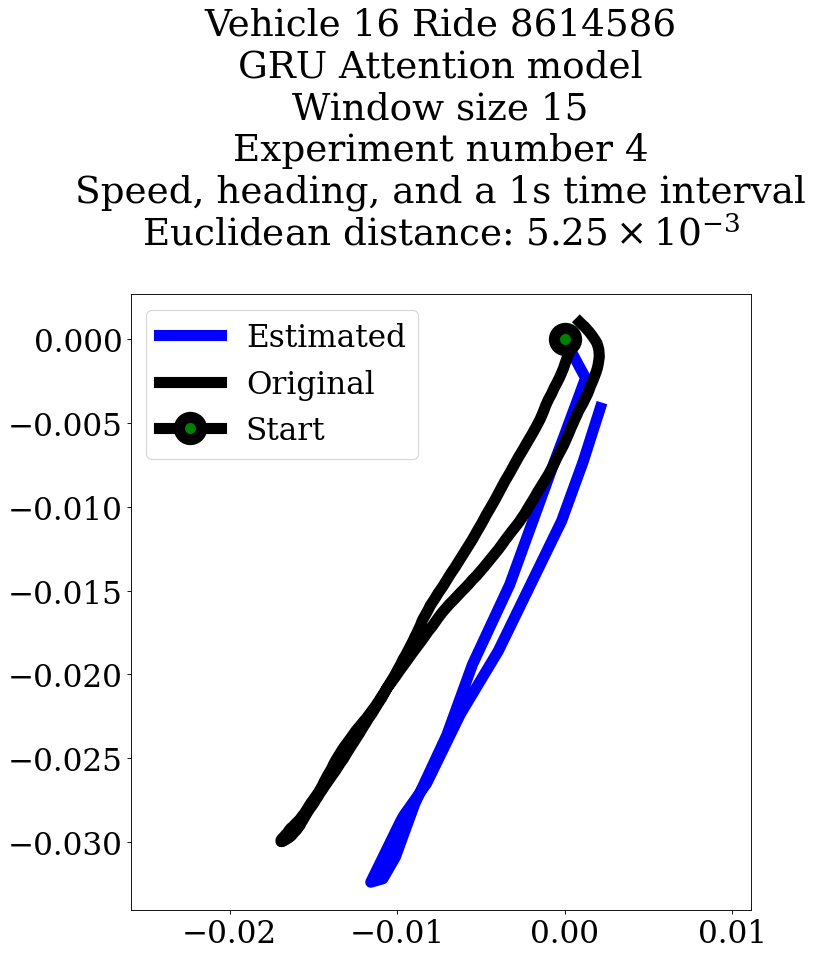 Vehicle 16 Ride 8614586
GRU Attention model
Window size 15
Experiment number 4
Speed, heading, and a 1s time interval
Euclidean distance: 5.25 × 10⁻³
Estimated
Original
Start
0.000
−0.005
−0.010
−0.015
−0.020
−0.025
−0.030
−0.02 −0.01 0.00 0.01